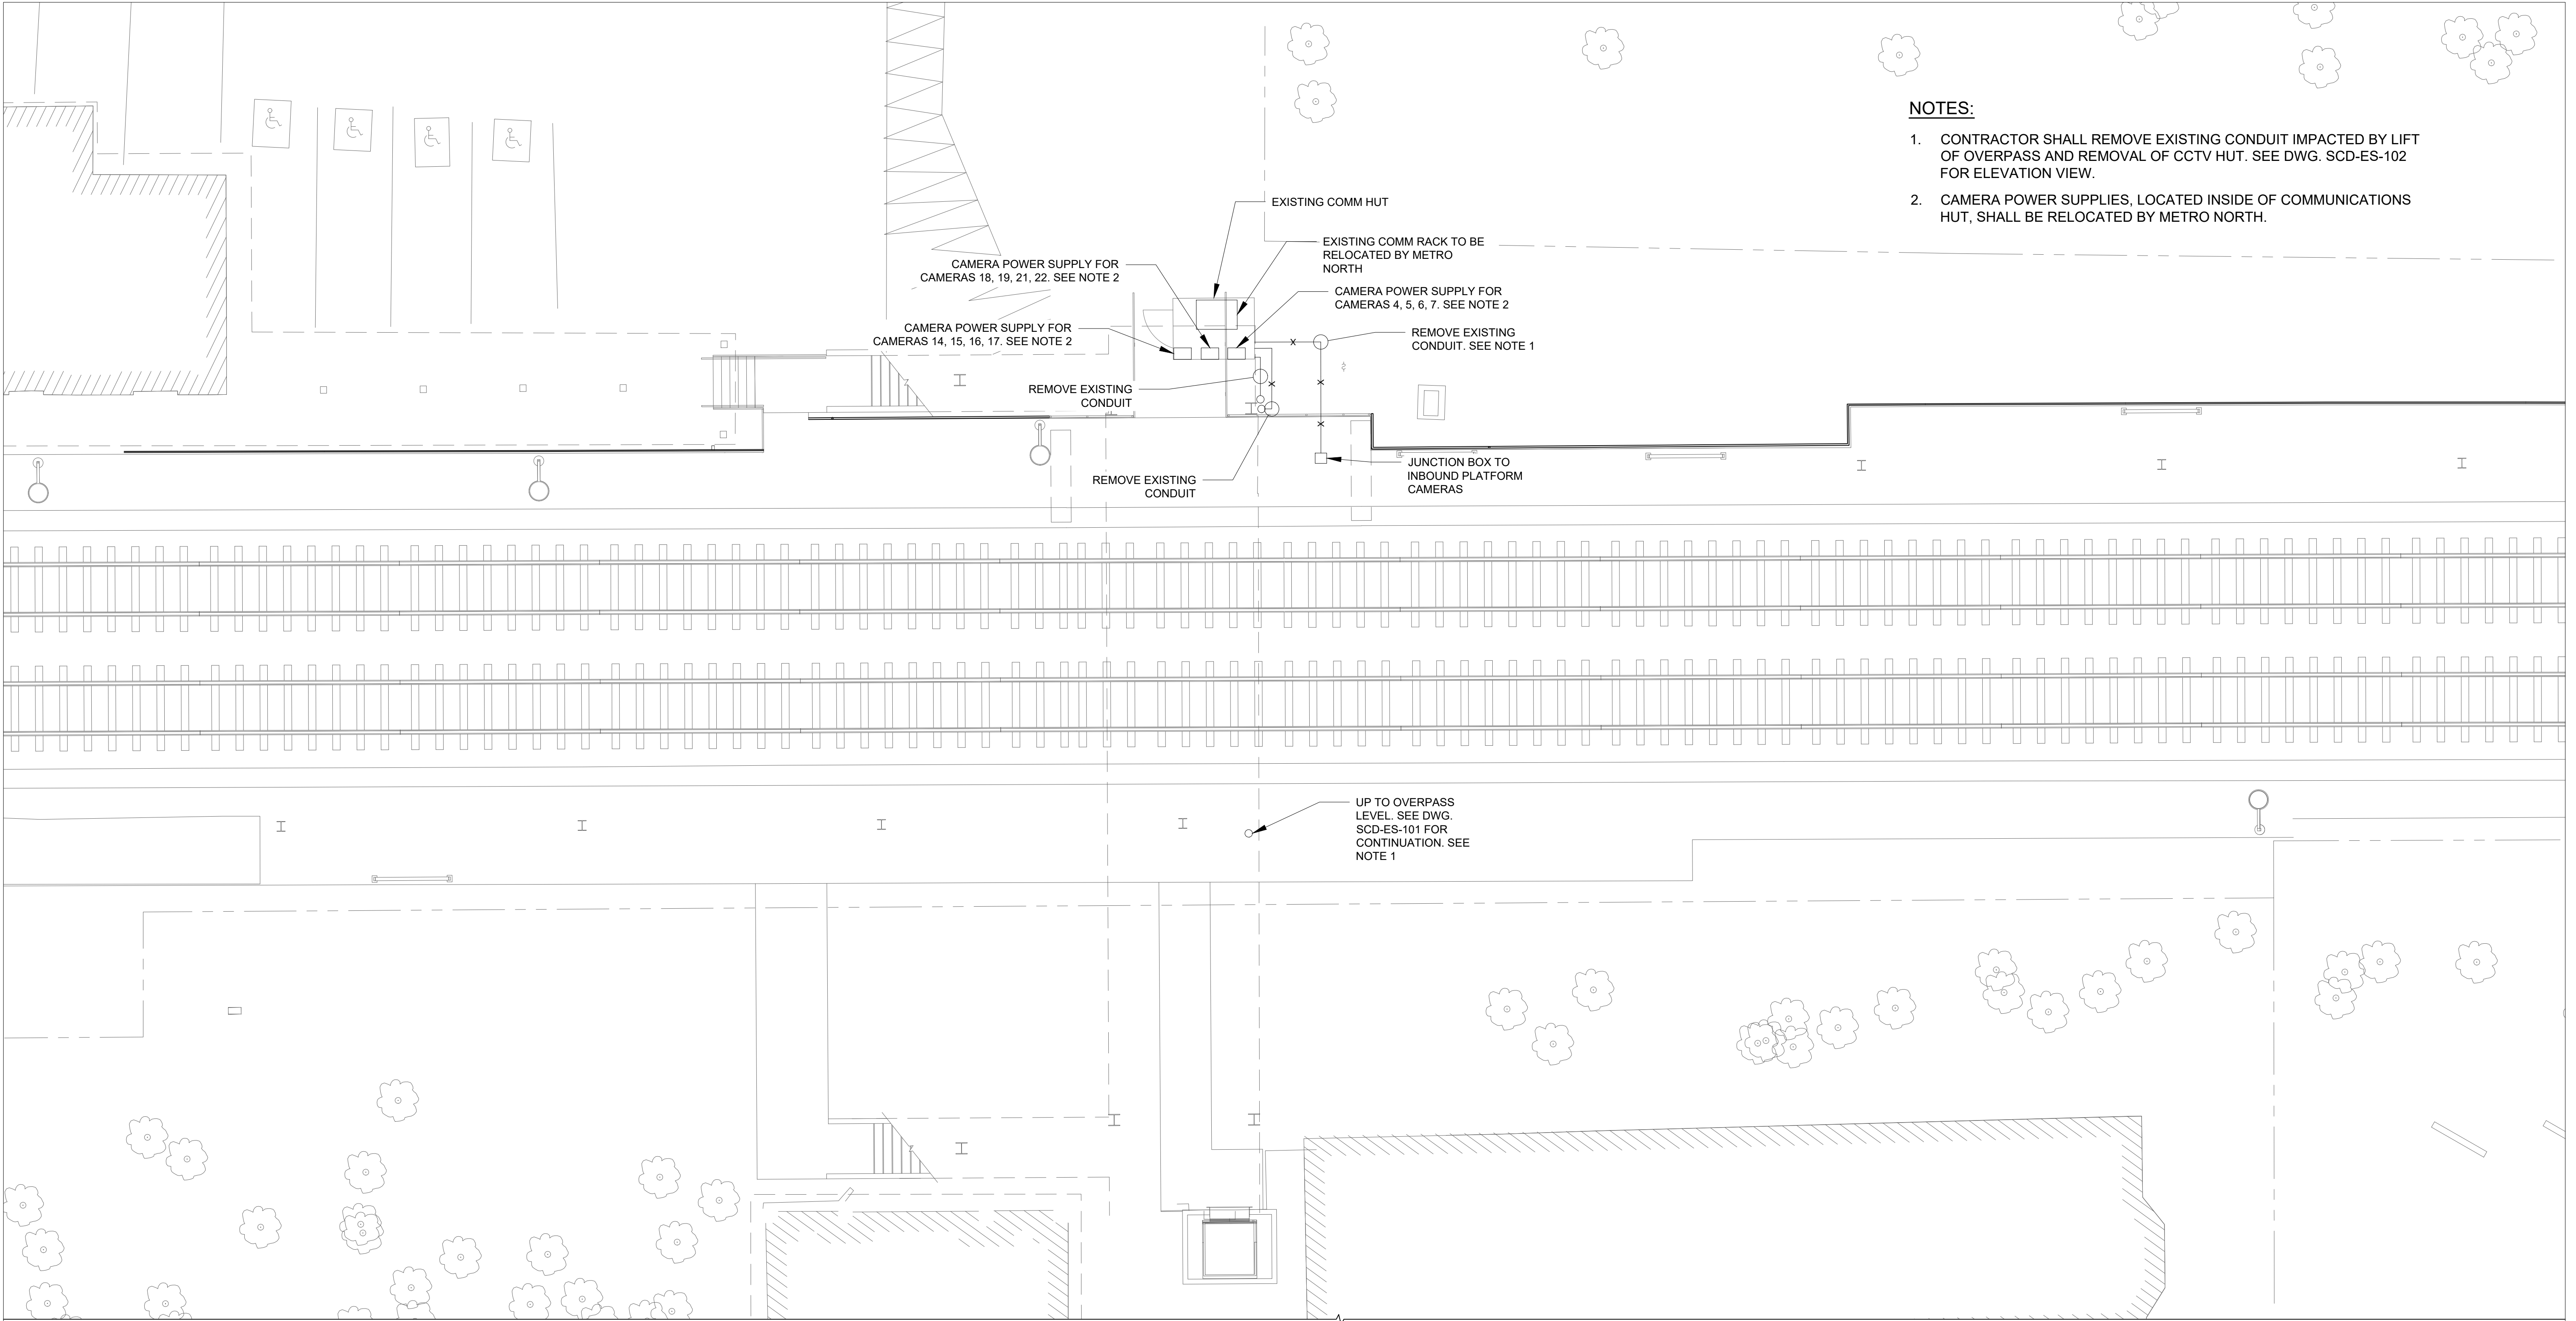 NOTES:
1. CONTRACTOR SHALL REMOVE EXISTING CONDUIT IMPACTED BY LIFT
OF OVERPASS AND REMOVAL OF CCTV HUT. SEE DWG. SCD-ES-102
FOR ELEVATION VIEW.
2. CAMERA POWER SUPPLIES, LOCATED INSIDE OF COMMUNICATIONS
HUT, SHALL BE RELOCATED BY METRO NORTH.
EXISTING COMM HUT
EXISTING COMM RACK TO BE
RELOCATED BY METRO
NORTH
CAMERA POWER SUPPLY FOR
CAMERAS 18, 19, 21, 22. SEE NOTE 2
CAMERA POWER SUPPLY FOR
CAMERAS 4, 5, 6, 7. SEE NOTE 2
CAMERA POWER SUPPLY FOR
CAMERAS 14, 15, 16, 17. SEE NOTE 2
REMOVE EXISTING
CONDUIT. SEE NOTE 1
REMOVE EXISTING
CONDUIT
JUNCTION BOX TO
INBOUND PLATFORM
CAMERAS
REMOVE EXISTING
CONDUIT
UP TO OVERPASS
LEVEL. SEE DWG.
SCD-ES-101 FOR
CONTINUATION. SEE
NOTE 1